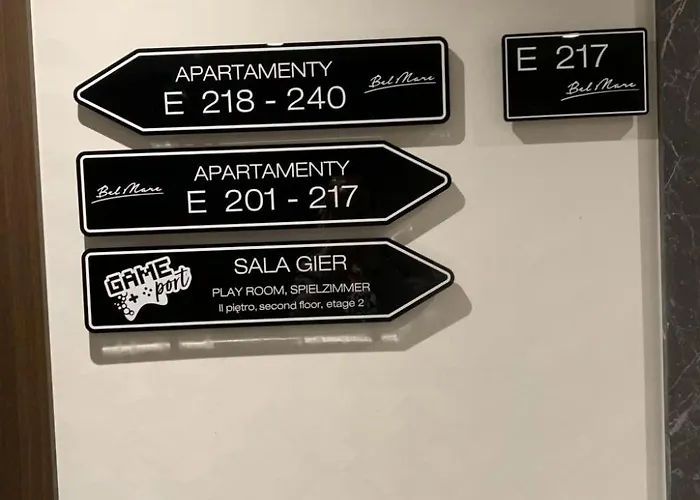 APARTAMENTY
E 218 - 240
Bel Mare
E 217
Bel Mare
Bel Mare
APARTAMENTY
E 201 - 217
GAME port
SALA GIER
PLAY ROOM, SPIELZIMMER
II piętro, second floor, etage 2